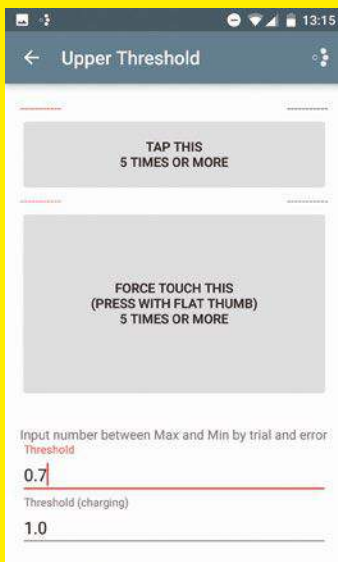 13:15
Upper Threshold
TAP THIS
5 TIMES OR MORE
FORCE TOUCH THIS
(PRESS WITH FLAT THUMB)
5 TIMES OR MORE
Input number between Max and Min by trial and error
Threshold
0.7
Threshold (charging)
1.0